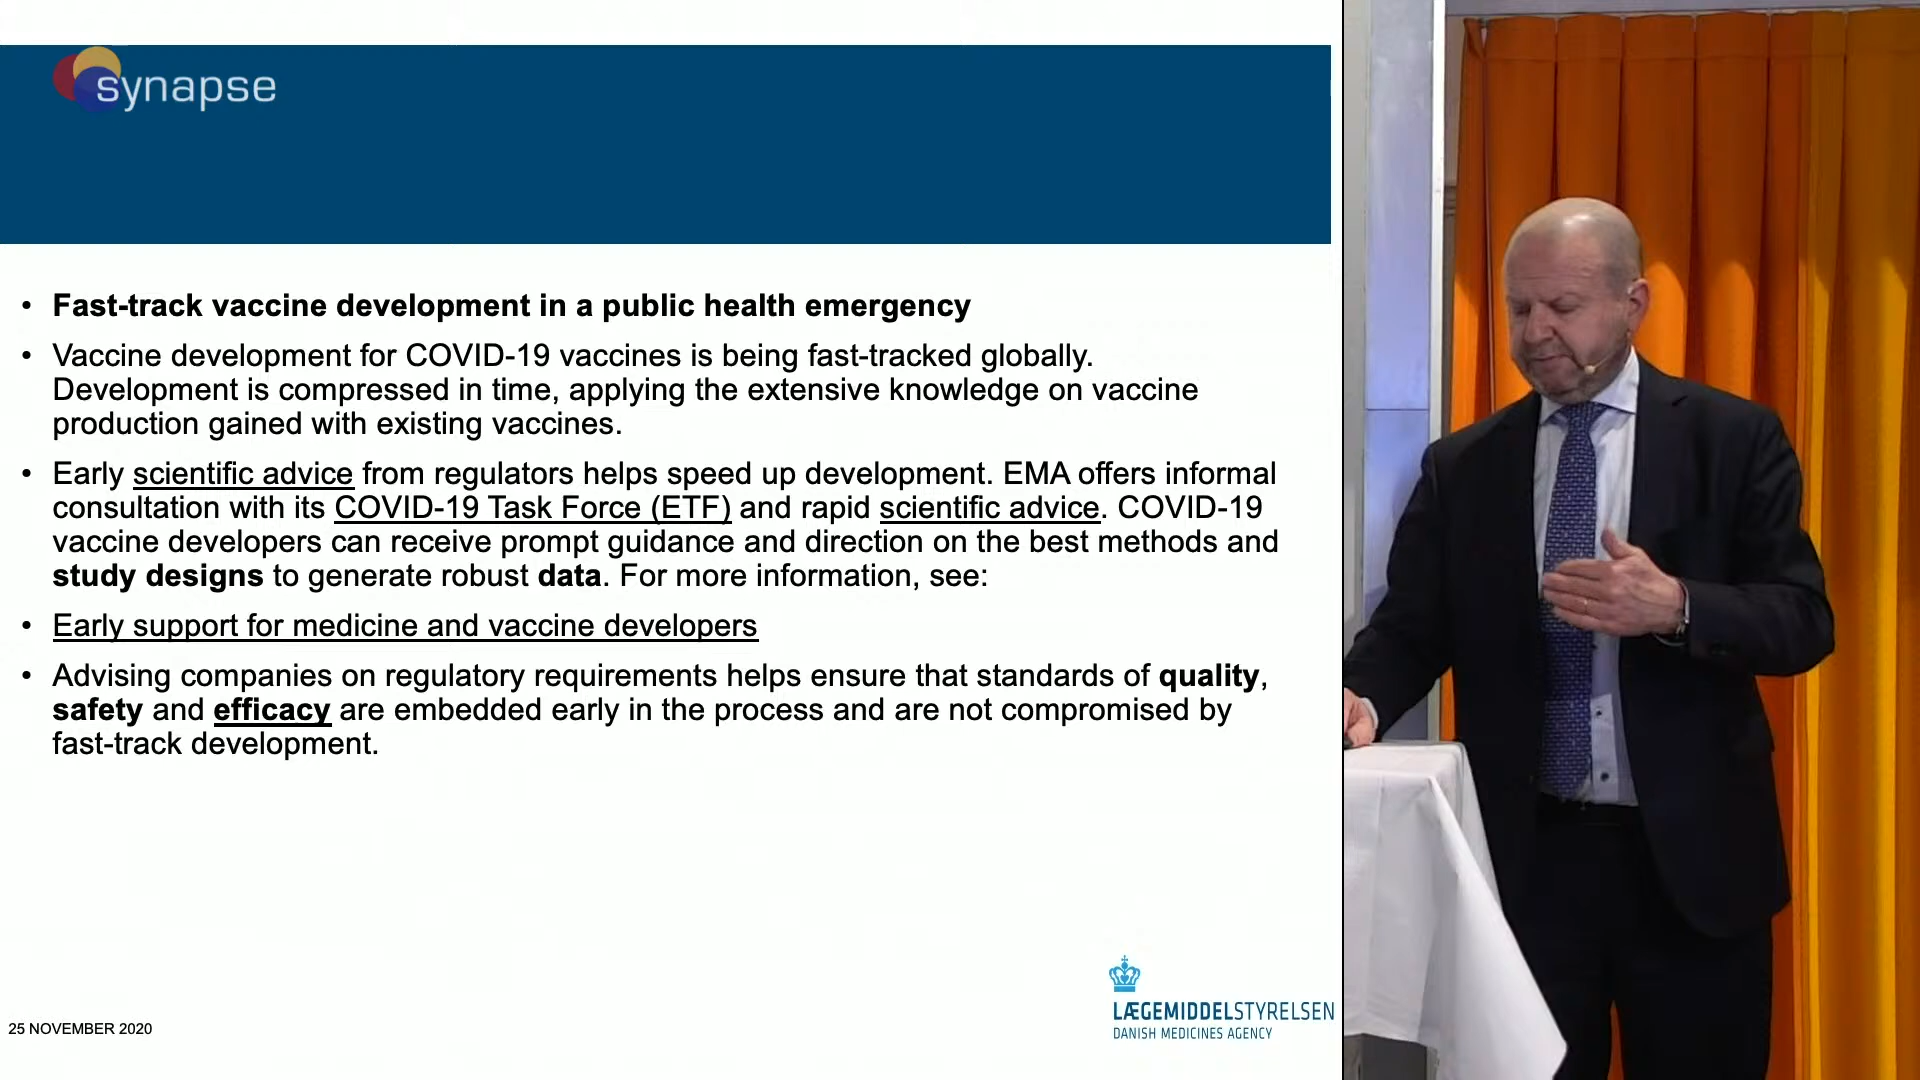 synapse
• Fast-track vaccine development in a public health emergency
• Vaccine development for COVID-19 vaccines is being fast-tracked globally.
Development is compressed in time, applying the extensive knowledge on vaccine
production gained with existing vaccines.
• Early scientific advice from regulators helps speed up development. EMA offers informal
consultation with its COVID-19 Task Force (ETF) and rapid scientific advice. COVID-19
vaccine developers can receive prompt guidance and direction on the best methods and
study designs to generate robust data. For more information, see:
• Early support for medicine and vaccine developers
• Advising companies on regulatory requirements helps ensure that standards of quality,
safety and efficacy are embedded early in the process and are not compromised by
fast-track development.
LÆGEMIDDELSTYRELSEN
DANISH MEDICINES AGENCY
25 NOVEMBER 2020